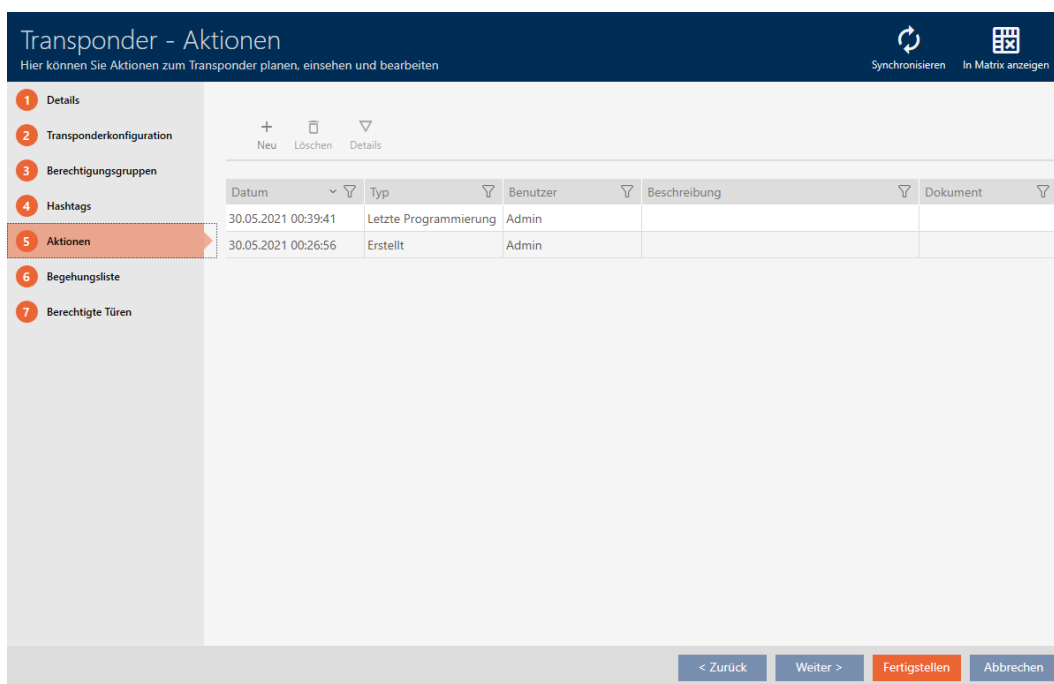 Transponder - Aktionen
Hier können Sie Aktionen zum Transponder planen, einsehen und bearbeiten
Synchronisieren
In Matrix anzeigen
1 Details
2 Transponderkonfiguration
3 Berechtigungsgruppen
4 Hashtags
5 Aktionen
6 Begehungsliste
7 Berechtigte Türen
Neu Löschen Details
Datum Typ Benutzer Beschreibung Dokument
30.05.2021 00:39:41 Letzte Programmierung Admin
30.05.2021 00:26:56 Erstellt Admin
< Zurück Weiter > Fertigstellen Abbrechen